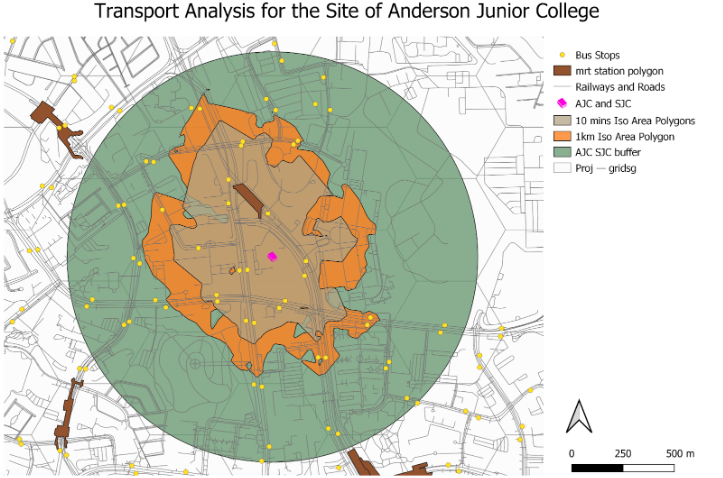 Transport Analysis for the Site of Anderson Junior College
Bus Stops
mrt station polygon
Railways and Roads
AJC and SJC
10 mins Iso Area Polygons
1km Iso Area Polygon
AJC SJC buffer
Proj — gridsg
0 250 500 m